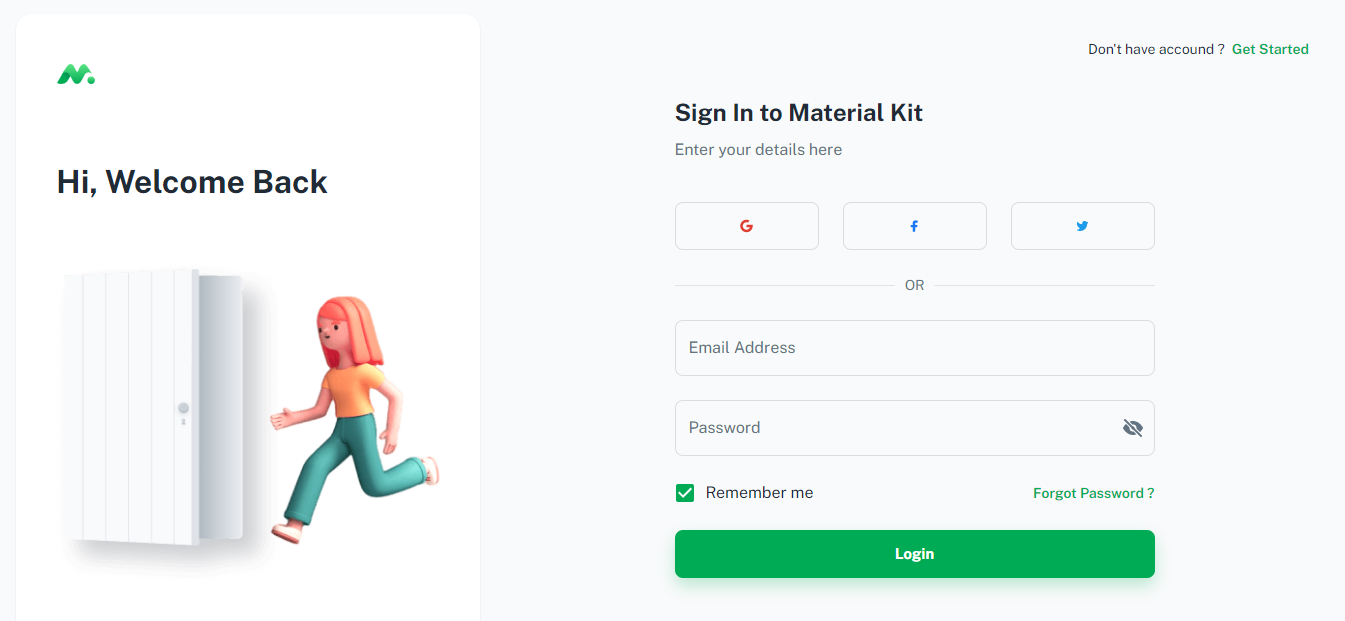 Don't have accound ? Get Started
Hi, Welcome Back
Sign In to Material Kit
Enter your details here
OR
Email Address
Password
Remember me
Forgot Password ?
Login